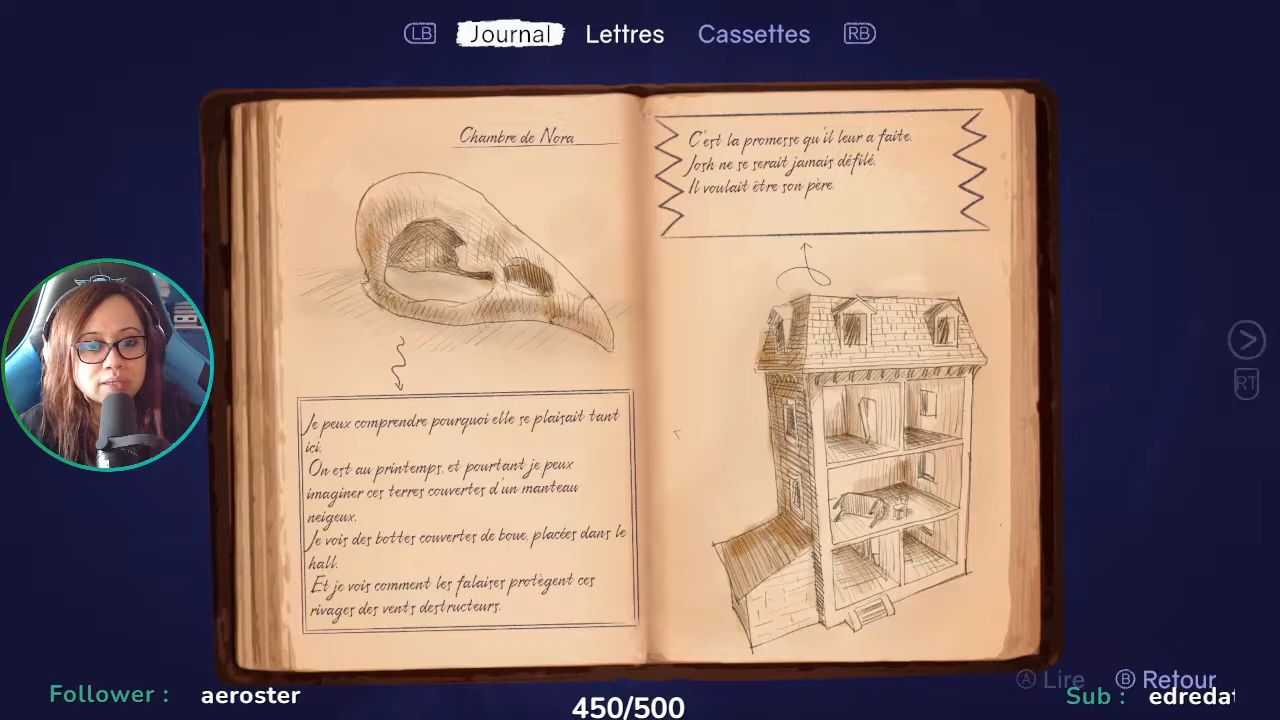 LB Journal Lettres Cassettes RB
Chambre de Nora
Je peux comprendre pourquoi elle se plaisait tant
ici.
On est au printemps, et pourtant je peux
imaginer ces terres couvertes d'un manteau
neigeux.
Je vois des bottes couvertes de boue, placées dans le
hall.
Et je vois comment les falaises protègent ces
rivages des vents destructeurs.
C'est la promesse qu'il leur a faite.
Josh ne se serait jamais défilé.
Il voulait être son père.
RT
A Lire B Retour
Follower : aeroster
450/500
Sub : edreda